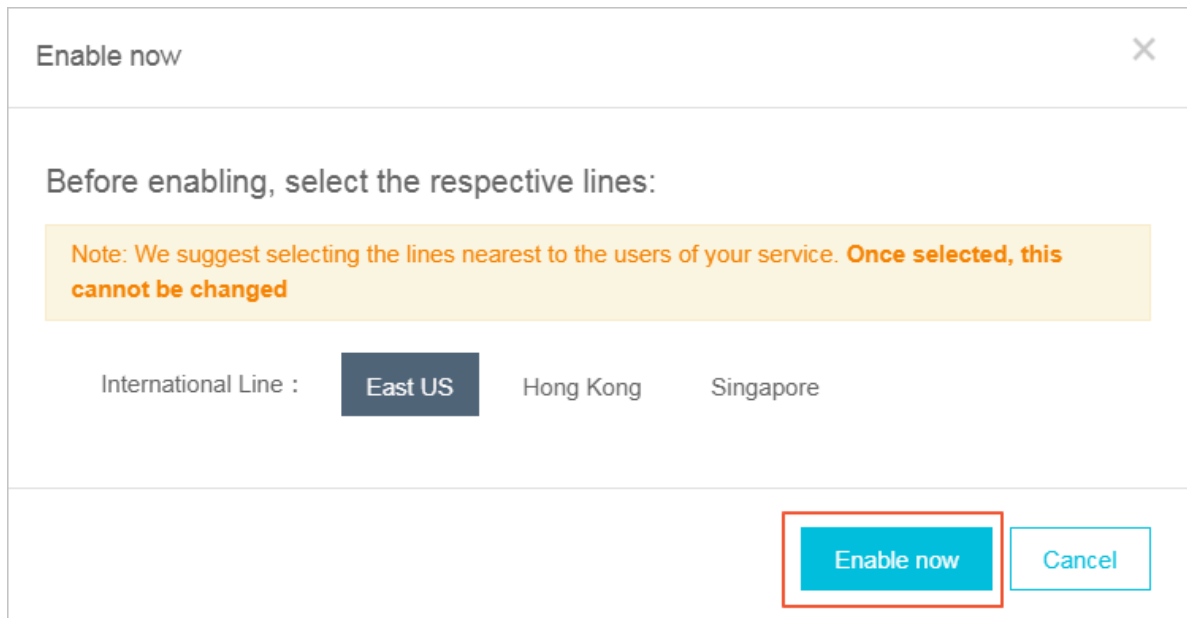 Enable now
Before enabling, select the respective lines:
Note: We suggest selecting the lines nearest to the users of your service. Once selected, this
cannot be changed
International Line : East US Hong Kong Singapore
Enable now Cancel